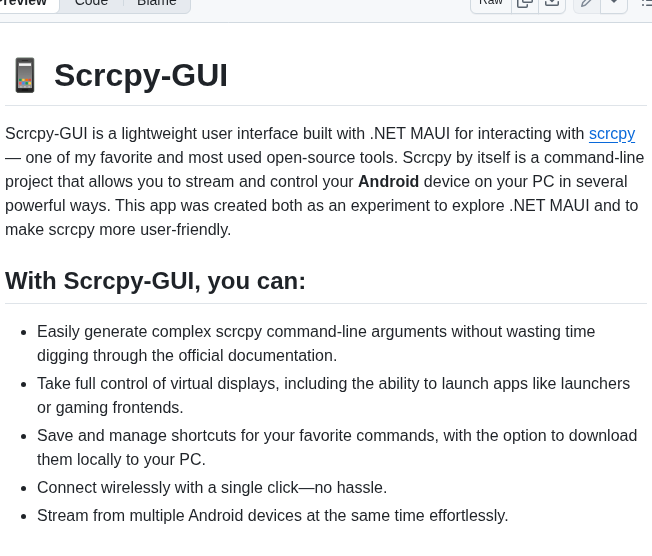 Preview Code Blame Raw
Scrcpy-GUI
Scrcpy-GUI is a lightweight user interface built with .NET MAUI for interacting with scrcpy
— one of my favorite and most used open-source tools. Scrcpy by itself is a command-line
project that allows you to stream and control your Android device on your PC in several
powerful ways. This app was created both as an experiment to explore .NET MAUI and to
make scrcpy more user-friendly.
With Scrcpy-GUI, you can:
• Easily generate complex scrcpy command-line arguments without wasting time
digging through the official documentation.
• Take full control of virtual displays, including the ability to launch apps like launchers
or gaming frontends.
• Save and manage shortcuts for your favorite commands, with the option to download
them locally to your PC.
• Connect wirelessly with a single click—no hassle.
• Stream from multiple Android devices at the same time effortlessly.